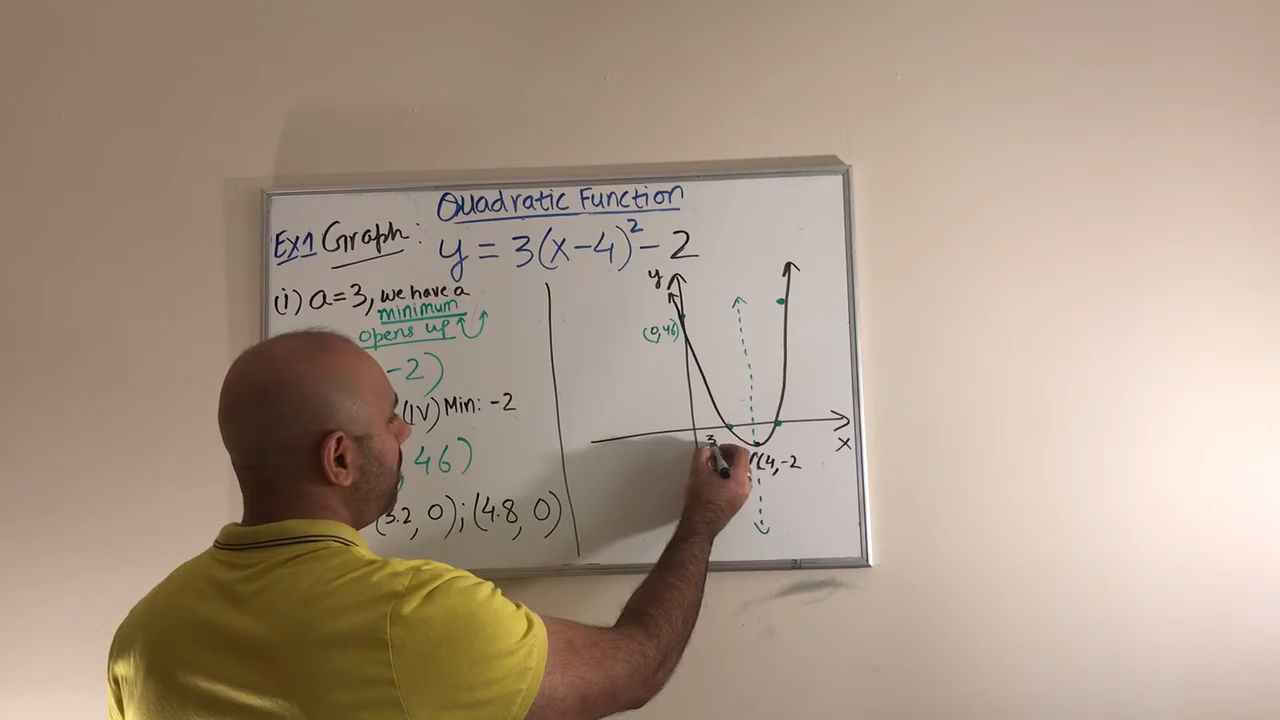 Quadratic Function
Ex1 Graph: y = 3(x-4)² - 2
(i) a=3, we have a
minimum
opens up
-2)
(IV) Min: -2
46)
(3.2, 0); (4.8, 0)
y
(0,46)
x
3
(4,-2